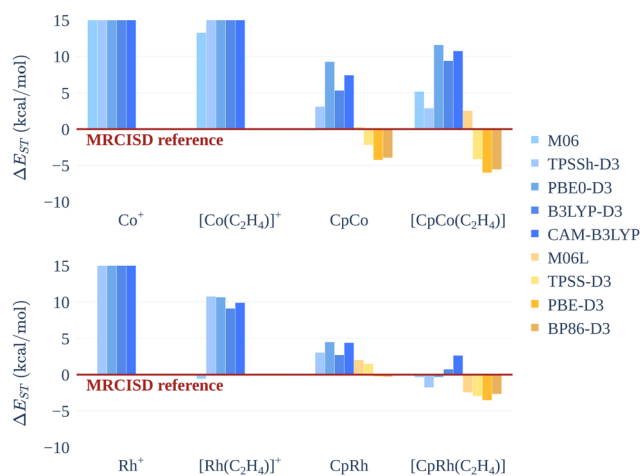 15
10
5
0
−5
−10
ΔE_ST (kcal/mol)
MRCISD reference
Co⁺
[Co(C₂H₄)]⁺
CpCo
[CpCo(C₂H₄)]
M06
TPSSh-D3
PBE0-D3
B3LYP-D3
CAM-B3LYP
M06L
TPSS-D3
PBE-D3
BP86-D3
15
10
5
0
−5
−10
ΔE_ST (kcal/mol)
MRCISD reference
Rh⁺
[Rh(C₂H₄)]⁺
CpRh
[CpRh(C₂H₄)]